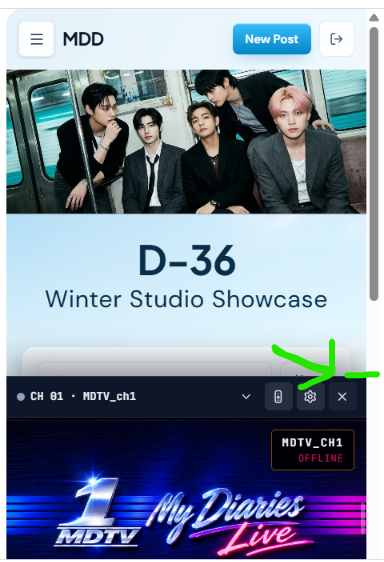 MDD
New Post
D-36
Winter Studio Showcase
CH 01 · MDTV_ch1
MDTV_CH1
OFFLINE
1
MDTV
My Diaries
Live